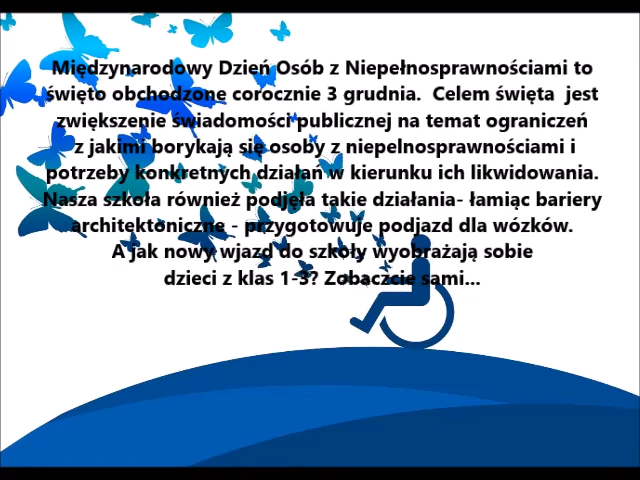 Międzynarodowy Dzień Osób z Niepełnosprawnościami to
święto obchodzone corocznie 3 grudnia. Celem święta jest
zwiększenie świadomości publicznej na temat ograniczeń
z jakimi borykają się osoby z niepelnosprawnościami i
potrzeby konkretnych działań w kierunku ich likwidowania.
Nasza szkoła również podjęła takie działania- łamiąc bariery
architektoniczne - przygotowuje podjazd dla wózków.
A jak nowy wjazd do szkoły wyobrażają sobie
dzieci z klas 1-3? Zobaczcie sami...